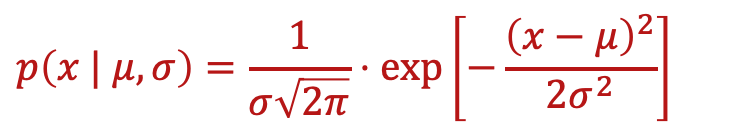 p(x | μ, σ) = 1/(σ√2π) · exp[−(x − μ)²/2σ²]